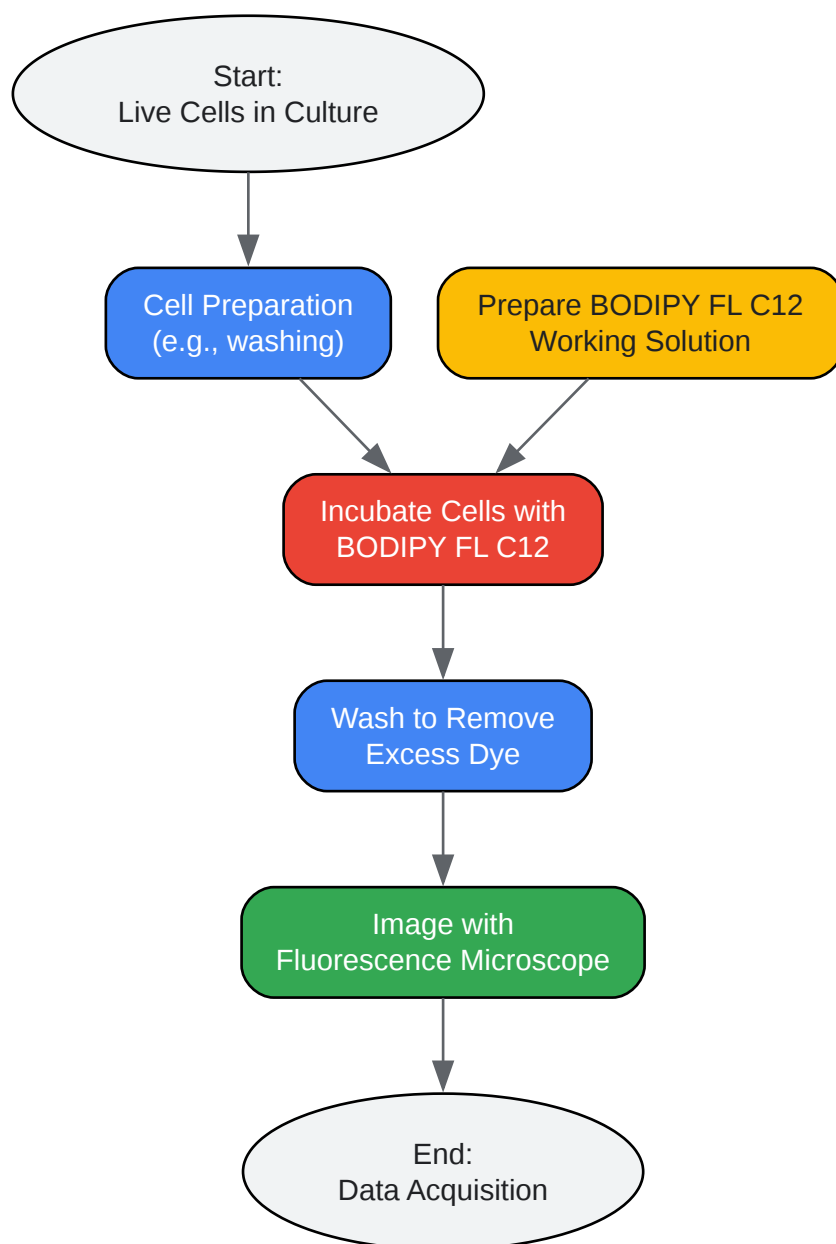 Start:
Live Cells in Culture
Cell Preparation
(e.g., washing)
Prepare BODIPY FL C12
Working Solution
Incubate Cells with
BODIPY FL C12
Wash to Remove
Excess Dye
Image with
Fluorescence Microscope
End:
Data Acquisition